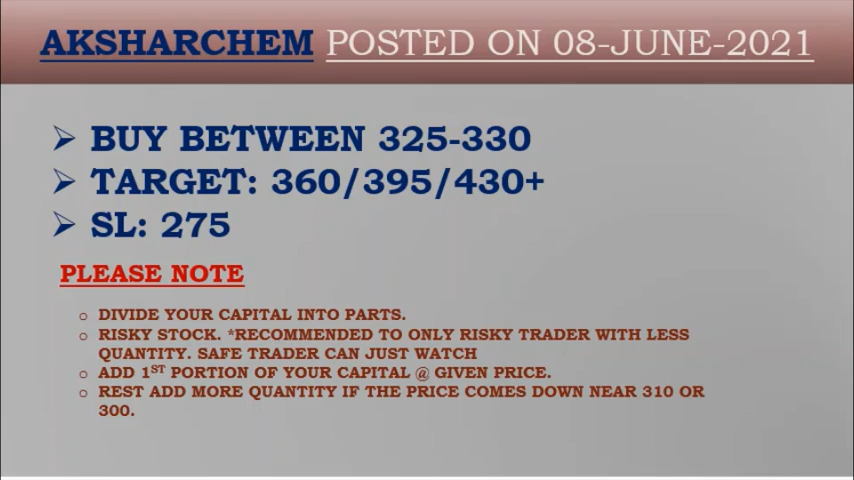 AKSHARCHEM POSTED ON 08-JUNE-2021
➢ BUY BETWEEN 325-330
➢ TARGET: 360/395/430+
➢ SL: 275
PLEASE NOTE
o DIVIDE YOUR CAPITAL INTO PARTS.
o RISKY STOCK. *RECOMMENDED TO ONLY RISKY TRADER WITH LESS
QUANTITY. SAFE TRADER CAN JUST WATCH
o ADD 1ST PORTION OF YOUR CAPITAL @ GIVEN PRICE.
o REST ADD MORE QUANTITY IF THE PRICE COMES DOWN NEAR 310 OR
300.